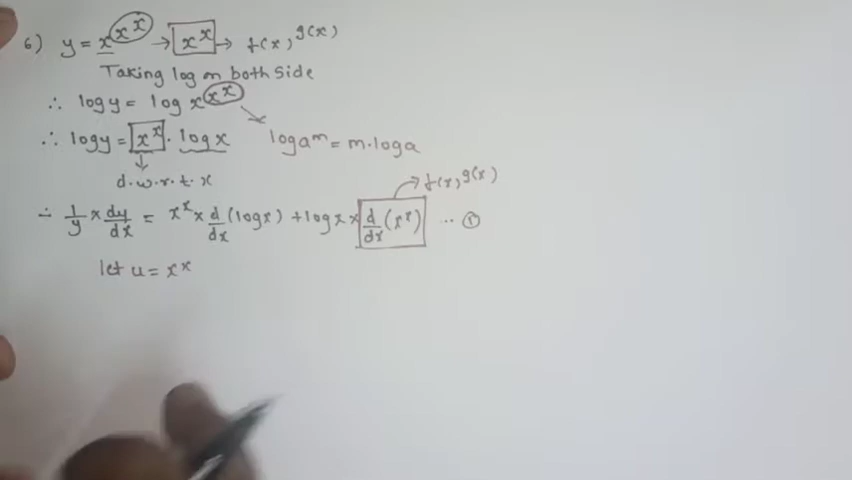 6) y = x^x^x → x^x → f(x)^g(x)
Taking log on both side
∴ log y = log x^x^x
∴ log y = x^x · log x log a^m = m·log a
d.w.r.t. x
∴ 1/y × dy/dx = x^x × d/dx (log x) + log x × d/dx (x^x) ·· ① f(x)^g(x)
let u = x^x